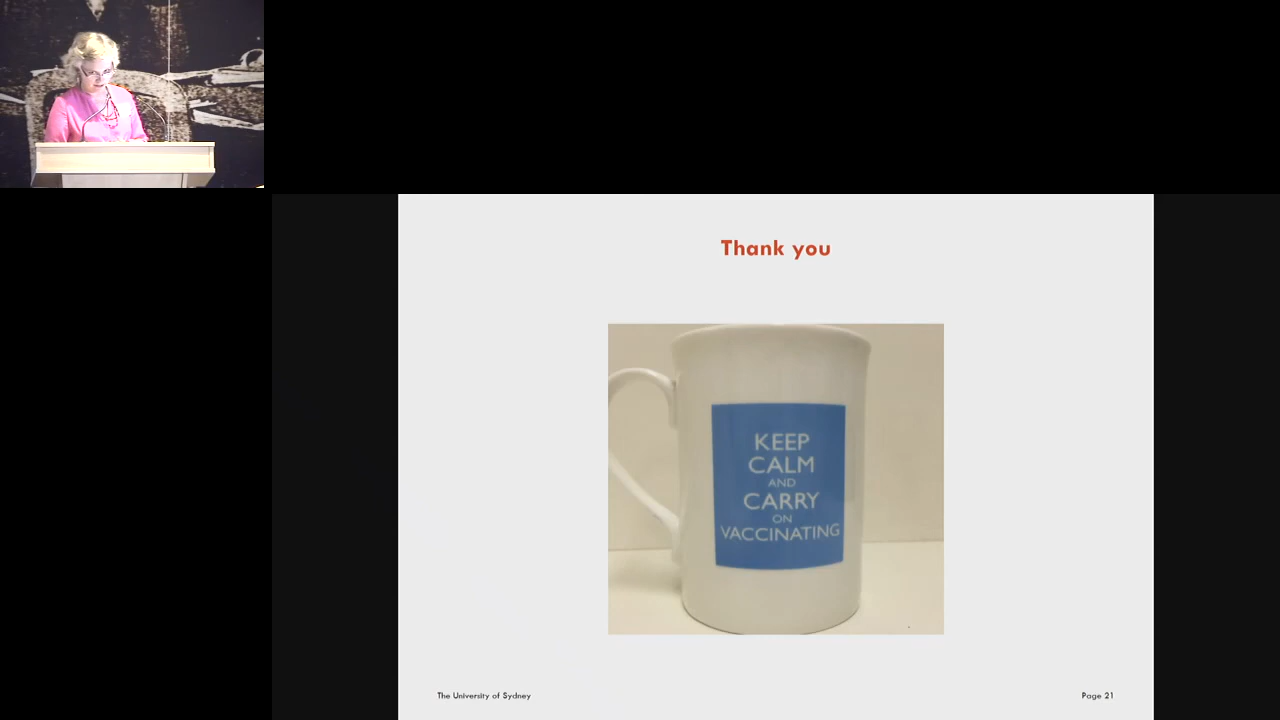 Thank you
KEEP
CALM
AND
CARRY
ON
VACCINATING
The University of Sydney
Page 21